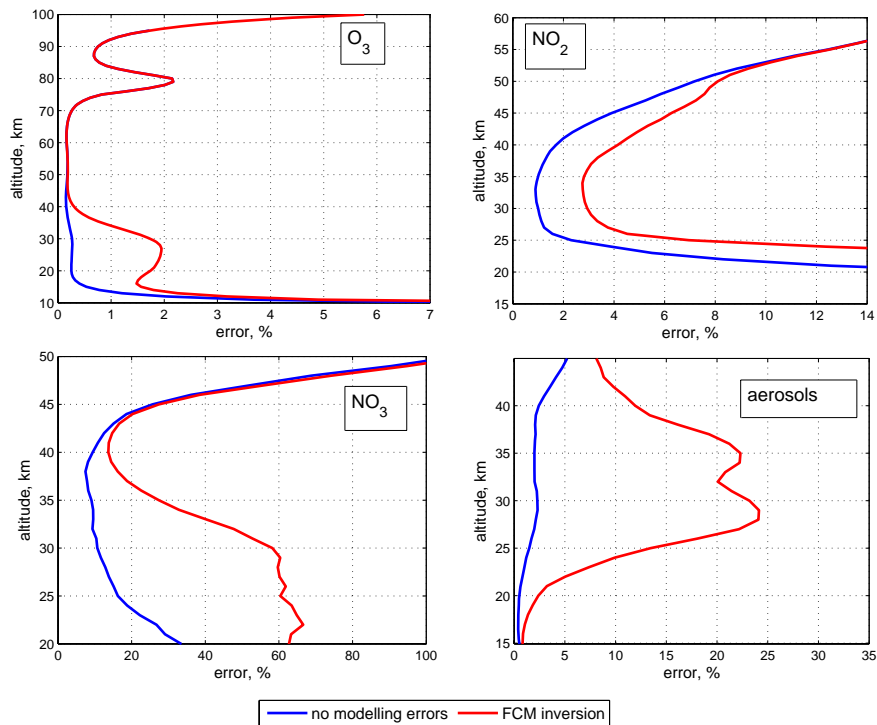 100
90
80
70
60
50
40
30
20
10
altitude, km
O3
0 1 2 3 4 5 6 7
error, %
60
55
50
45
40
35
30
25
20
15
altitude, km
NO2
0 2 4 6 8 10 12 14
error, %
50
45
40
35
30
25
20
altitude, km
NO3
0 20 40 60 80 100
error, %
40
35
30
25
20
15
altitude, km
aerosols
0 5 10 15 20 25 30 35
error, %
no modelling errors FCM inversion